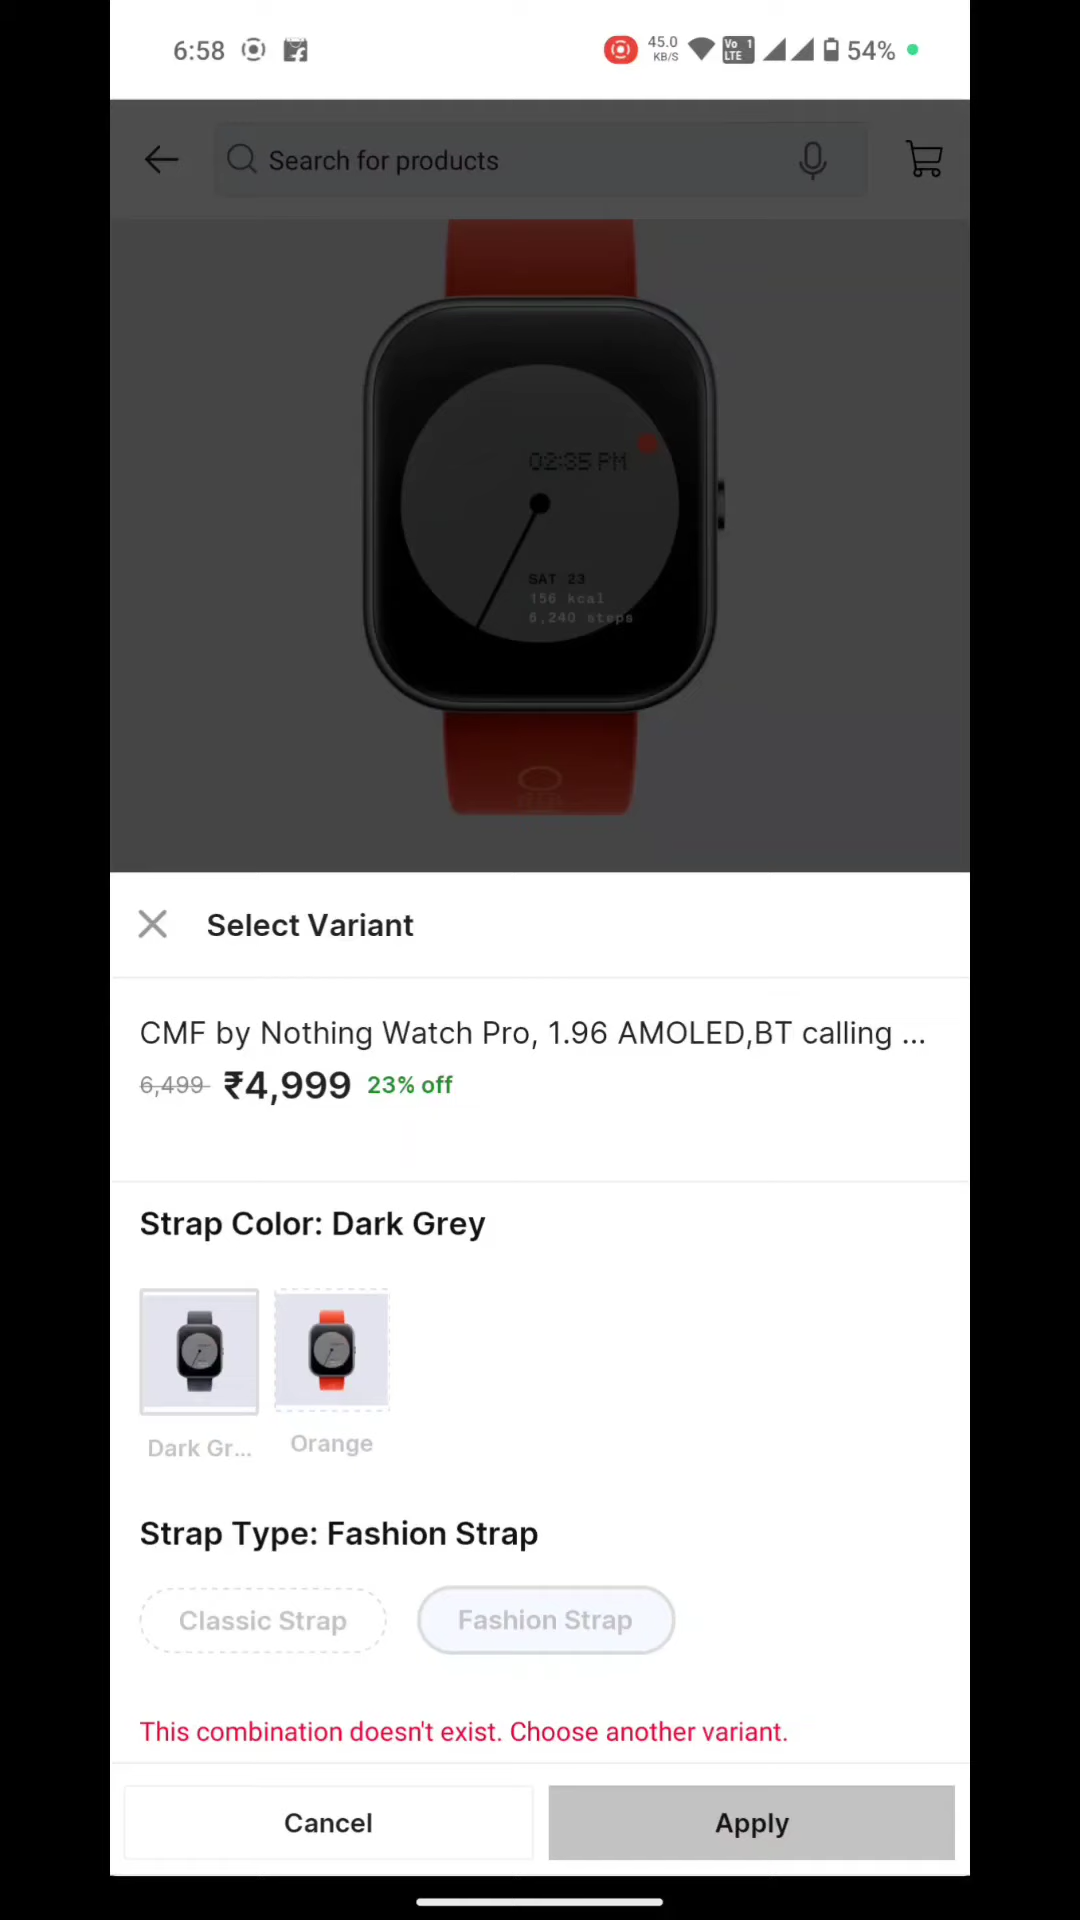 6:58
45.0
KB/S
Vo 1
LTE
54%
Search for products
02:35 PM
SAT 23
156 kcal
6,240 steps
Select Variant
CMF by Nothing Watch Pro, 1.96 AMOLED,BT calling ...
6,499 ₹4,999 23% off
Strap Color: Dark Grey
Dark Gr... Orange
Strap Type: Fashion Strap
Classic Strap Fashion Strap
This combination doesn't exist. Choose another variant.
Cancel Apply